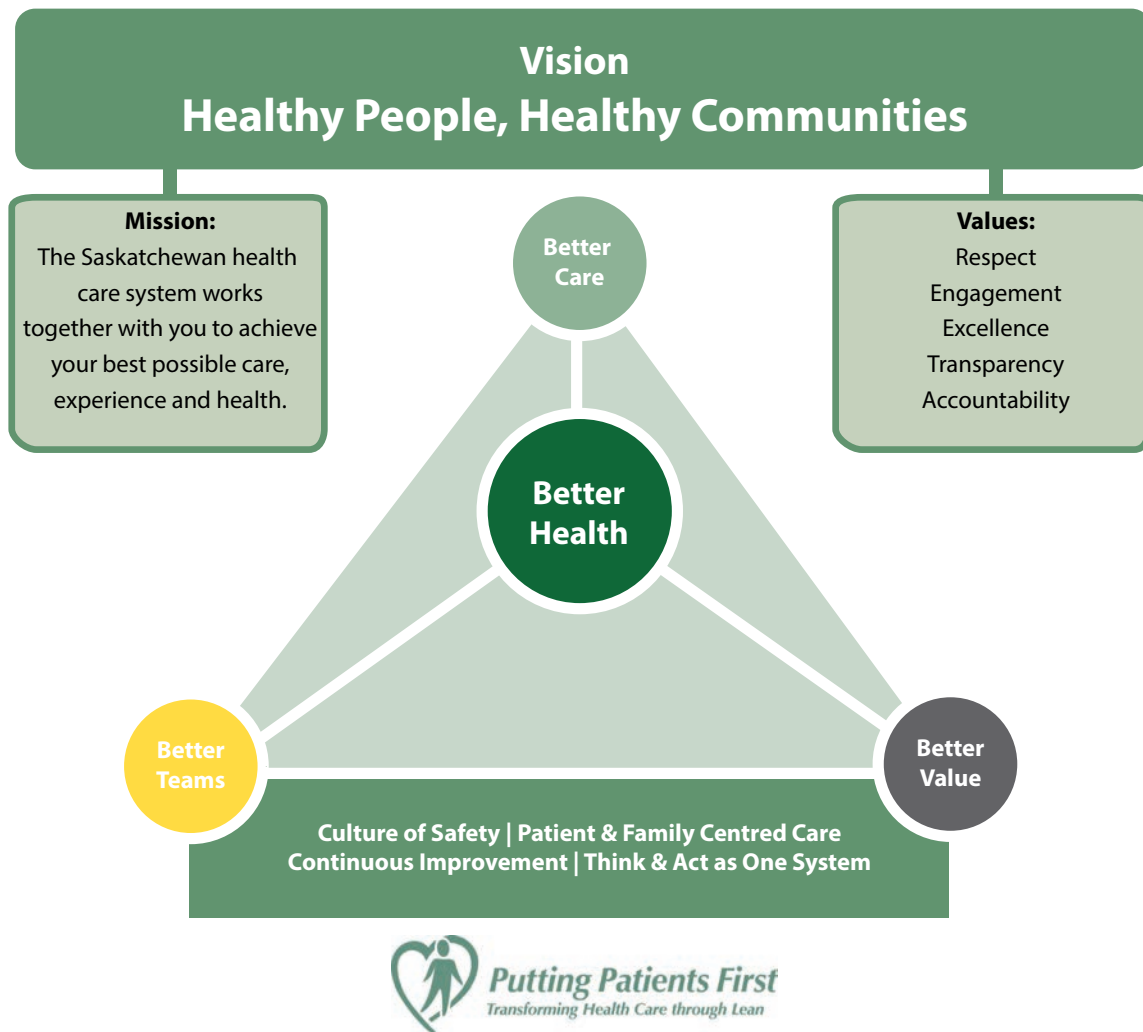 Vision
Healthy People, Healthy Communities
Mission:
The Saskatchewan health
care system works
together with you to achieve
your best possible care,
experience and health.
Values:
Respect
Engagement
Excellence
Transparency
Accountability
Better
Care
Better
Health
Better
Teams
Better
Value
Culture of Safety | Patient & Family Centred Care
Continuous Improvement | Think & Act as One System
Putting Patients First
Transforming Health Care through Lean